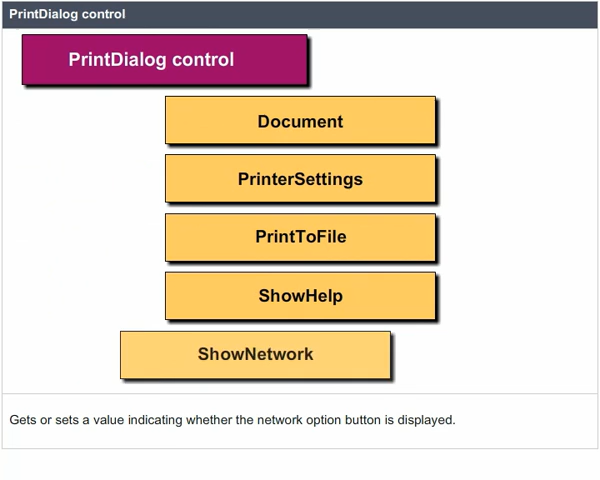 PrintDialog control
PrintDialog control
Document
PrinterSettings
PrintToFile
ShowHelp
ShowNetwork
Gets or sets a value indicating whether the network option button is displayed.